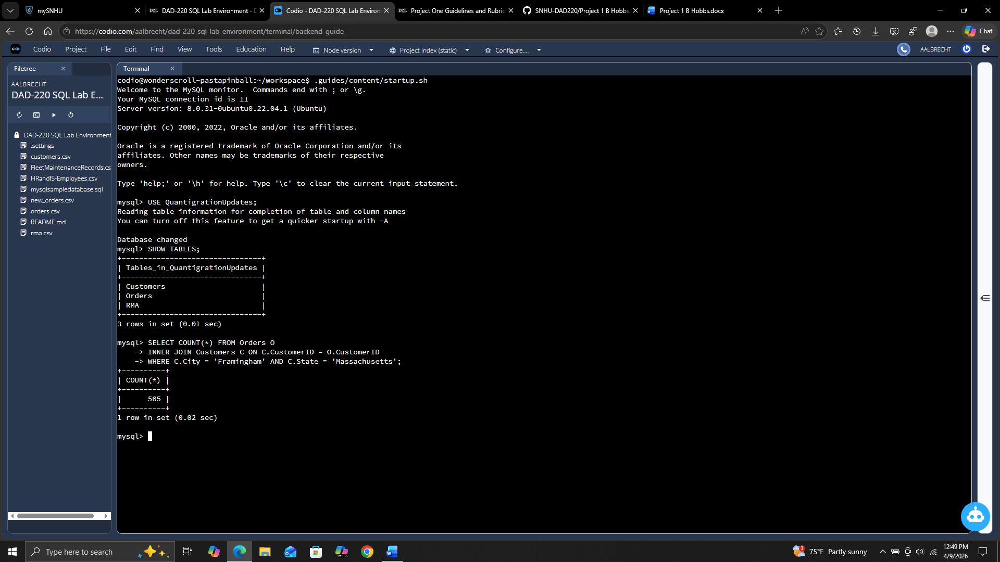 mySNHU
D2L DAD-220 SQL Lab Environment - D
Codio - DAD-220 SQL Lab Environ
D2L Project One Guidelines and Rubric
SNHU-DAD220/Project 1 B Hobbs
Project 1 B Hobbs.docx
https://codio.com/aalbrecht/dad-220-sql-lab-environment/terminal/backend-guide
Chat
Codio Project File Edit Find View Tools Education Help Node version Project Index (static) Configure.... AALBRECHT
Filetree
AALBRECHT
DAD-220 SQL Lab E...
DAD-220 SQL Lab Environment
.settings
customers.csv
FleetMaintenanceRecords.cs
HRandIS-Employees.csv
mysqlsampledatabase.sql
new_orders.csv
orders.csv
README.md
rma.csv
Terminal
codio@wonderscroll-pastapinball:~/workspace$ .guides/content/startup.sh
Welcome to the MySQL monitor.  Commands end with ; or \g.
Your MySQL connection id is 11
Server version: 8.0.31-0ubuntu0.22.04.1 (Ubuntu)
Copyright (c) 2000, 2022, Oracle and/or its affiliates.
Oracle is a registered trademark of Oracle Corporation and/or its
affiliates. Other names may be trademarks of their respective
owners.
Type 'help;' or '\h' for help. Type '\c' to clear the current input statement.
mysql> USE QuantigrationUpdates;
Reading table information for completion of table and column names
You can turn off this feature to get a quicker startup with -A
Database changed
mysql> SHOW TABLES;
+--------------------------------+
| Tables_in_QuantigrationUpdates |
+--------------------------------+
| Customers                      |
| Orders                         |
| RMA                            |
+--------------------------------+
3 rows in set (0.01 sec)
mysql> SELECT COUNT(*) FROM Orders O
    -> INNER JOIN Customers C ON C.CustomerID = O.CustomerID
    -> WHERE C.City = 'Framingham' AND C.State = 'Massachusetts';
+----------+
| COUNT(*) |
+----------+
|      505 |
+----------+
1 row in set (0.02 sec)
mysql>
Type here to search
M365
3
75°F Partly sunny
12:49 PM
4/9/2026